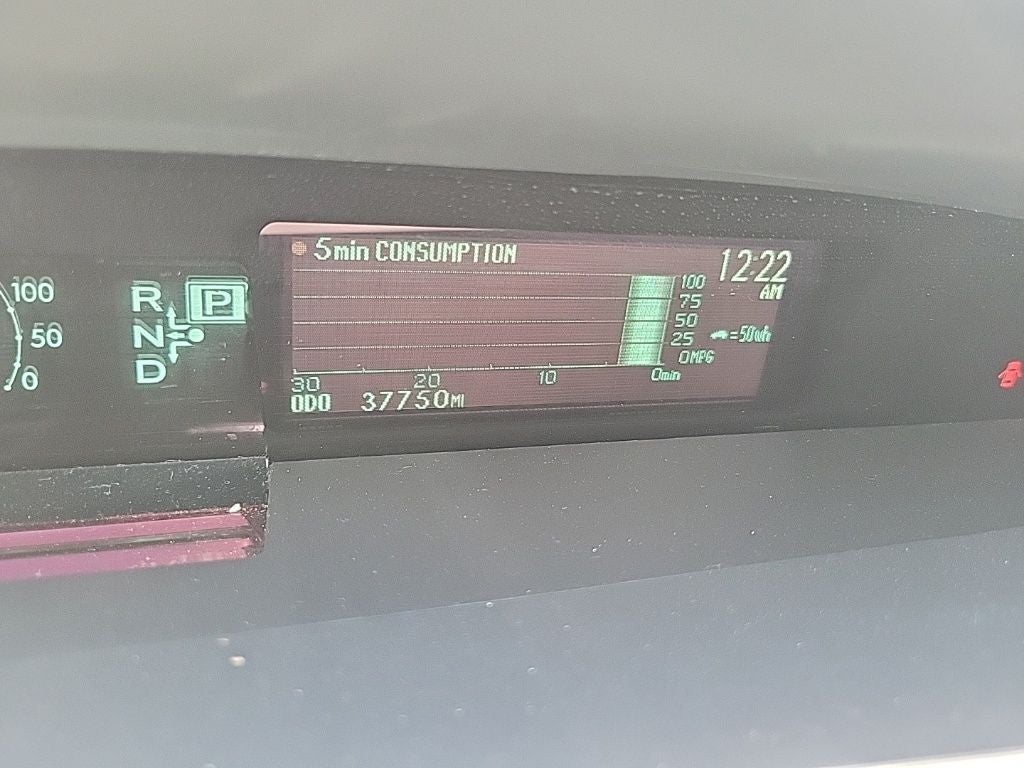 100
50
0
R P
N
D
5min CONSUMPTION
12:22
AM
100
75
50
25
0MPG
=50Wh
30 20 10 0min
ODO 37750MI